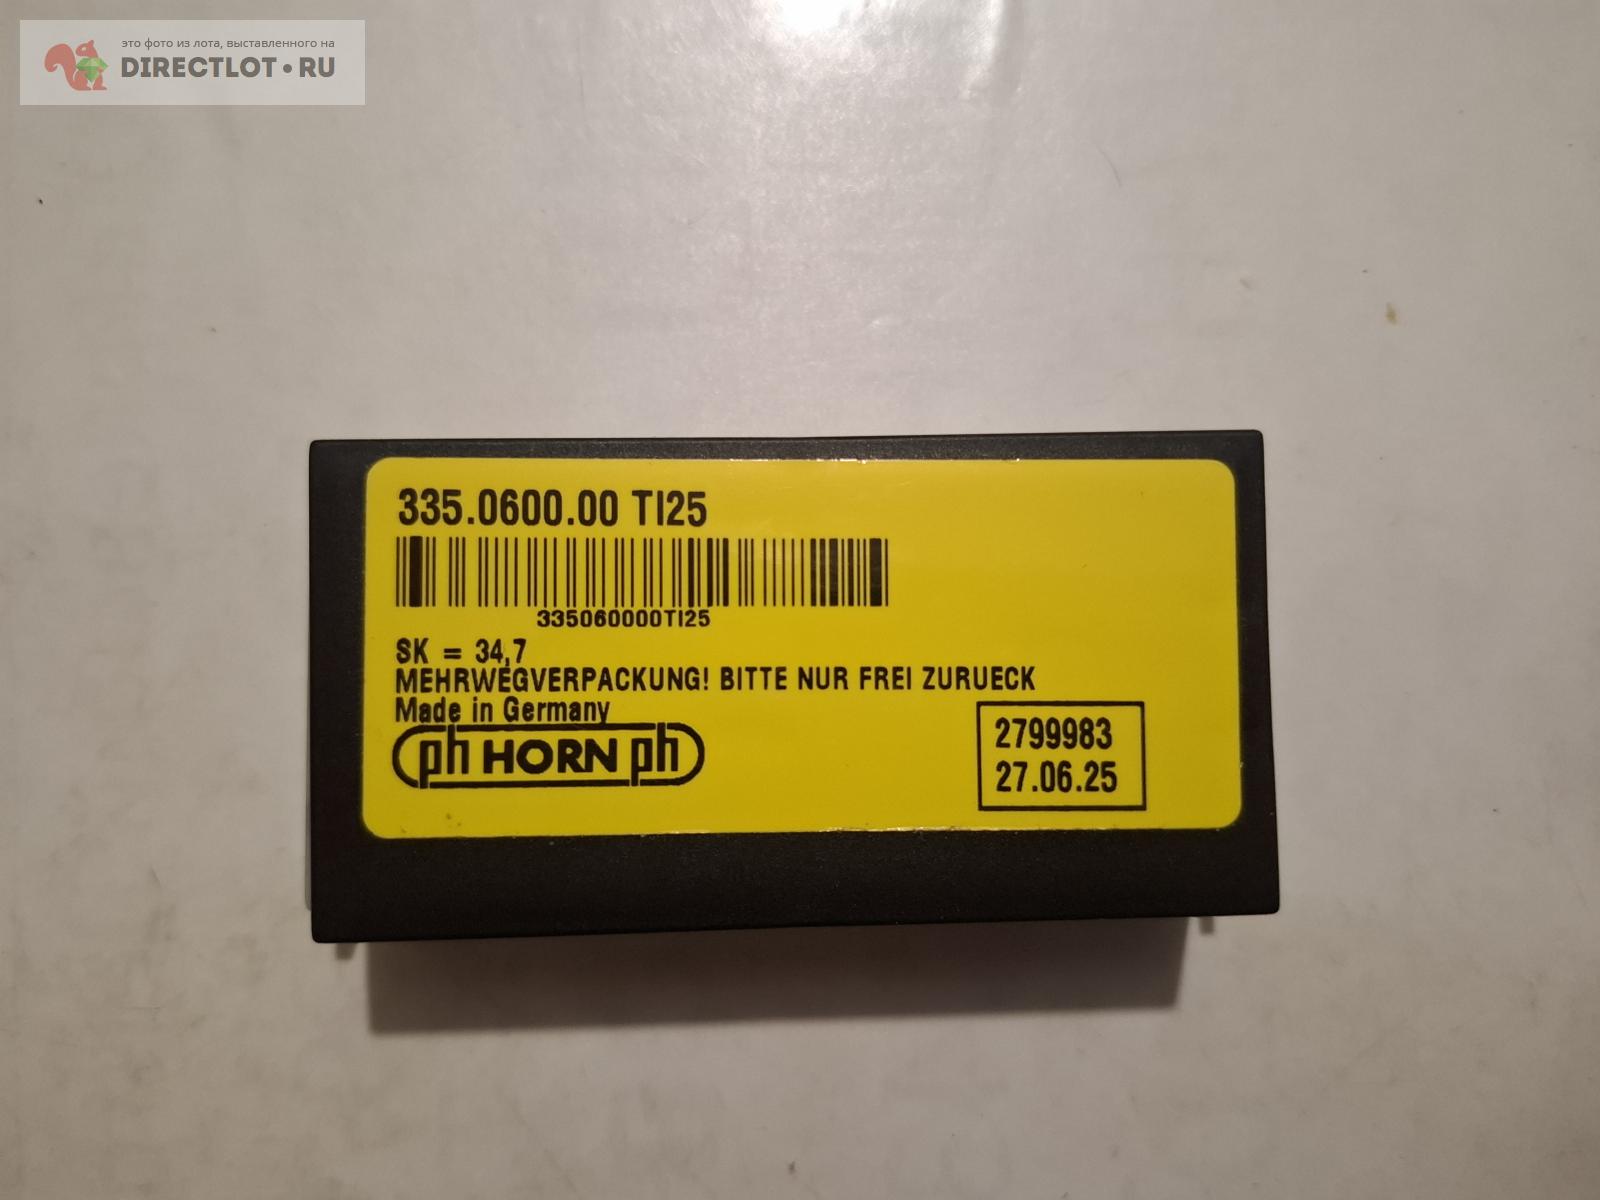 это фото из лота, выставленного на
DIRECTLOT•RU
335.0600.00 TI25
335060000TI25
SK = 34,7
MEHRWEGVERPACKUNG! BITTE NUR FREI ZURUECK
Made in Germany
ph HORN ph
2799983
27.06.25